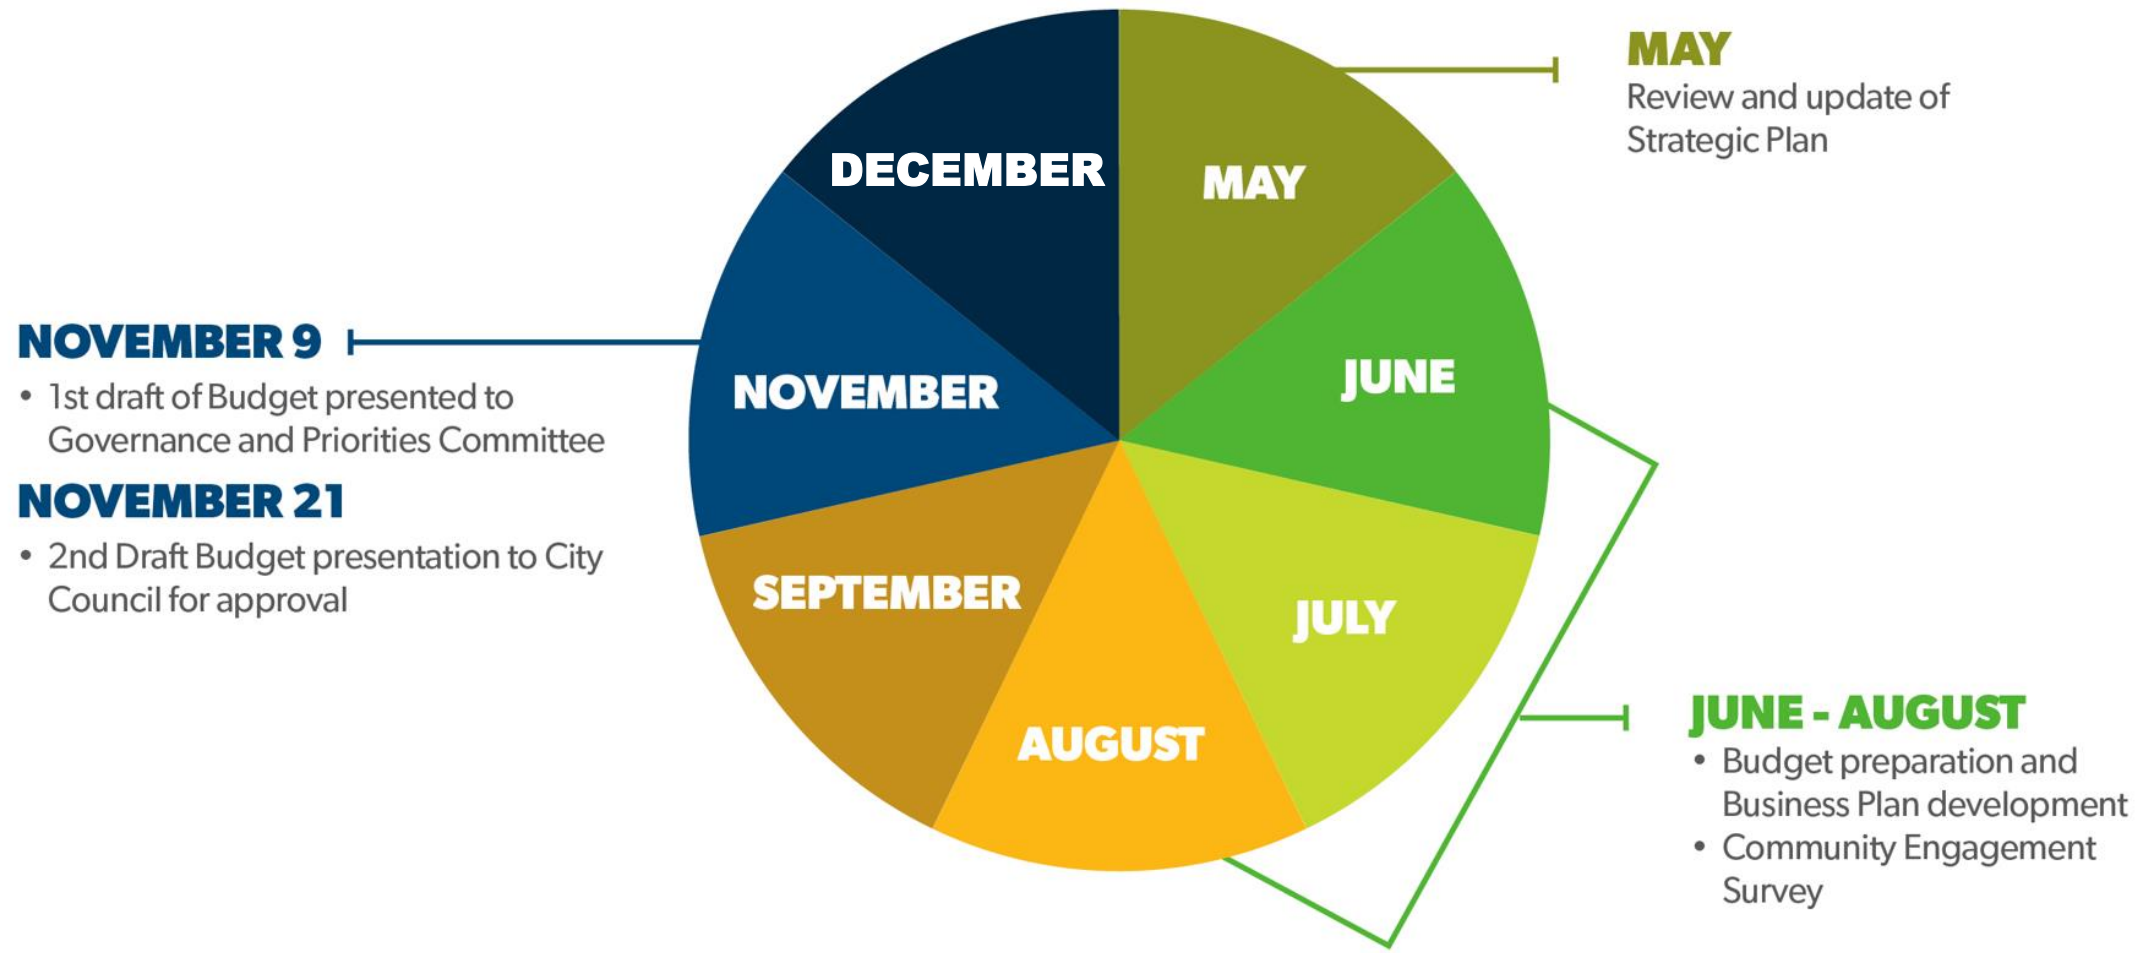 DECEMBER
MAY
JUNE
JULY
AUGUST
SEPTEMBER
NOVEMBER
MAY
Review and update of
Strategic Plan
JUNE - AUGUST
• Budget preparation and
Business Plan development
• Community Engagement
Survey
NOVEMBER 9
• 1st draft of Budget presented to
Governance and Priorities Committee
NOVEMBER 21
• 2nd Draft Budget presentation to City
Council for approval